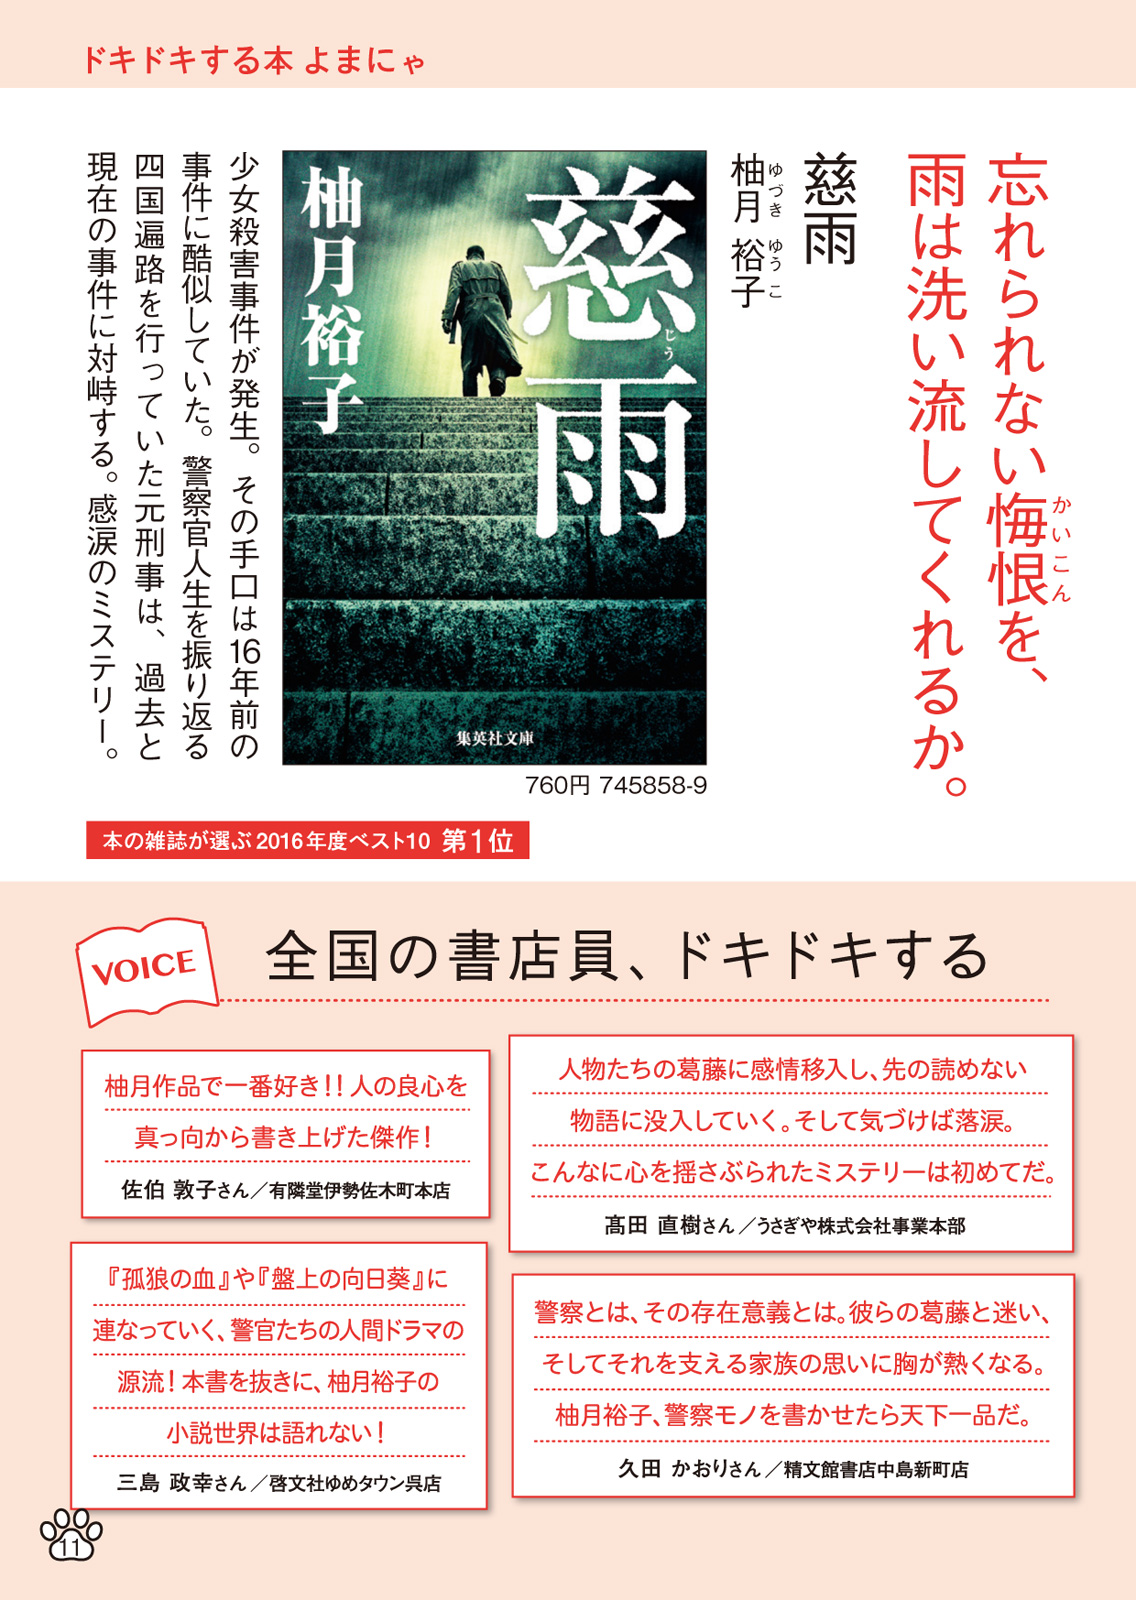 ドキドキする本 よまにゃ
忘れられない悔恨を、
かいこん
雨は洗い流してくれるか。
慈雨
柚月 裕子
ゆづき ゆうこ
慈雨
じう
柚月裕子
集英社文庫
760円 745858-9
少女殺害事件が発生。その手口は16年前の
事件に酷似していた。警察官人生を振り返る
四国遍路を行っていた元刑事は、過去と
現在の事件に対峙する。感涙のミステリー。
本の雑誌が選ぶ2016年度ベスト10 第1位
VOICE
全国の書店員、ドキドキする
柚月作品で一番好き!!人の良心を
真っ向から書き上げた傑作!
佐伯 敦子さん/有隣堂伊勢佐木町本店
人物たちの葛藤に感情移入し、先の読めない
物語に没入していく。そして気づけば落涙。
こんなに心を揺さぶられたミステリーは初めてだ。
髙田 直樹さん/うさぎや株式会社事業本部
『孤狼の血』や『盤上の向日葵』に
連なっていく、警官たちの人間ドラマの
源流!本書を抜きに、柚月裕子の
小説世界は語れない!
三島 政幸さん/啓文社ゆめタウン呉店
警察とは、その存在意義とは。彼らの葛藤と迷い、
そしてそれを支える家族の思いに胸が熱くなる。
柚月裕子、警察モノを書かせたら天下一品だ。
久田 かおりさん/精文館書店中島新町店
11